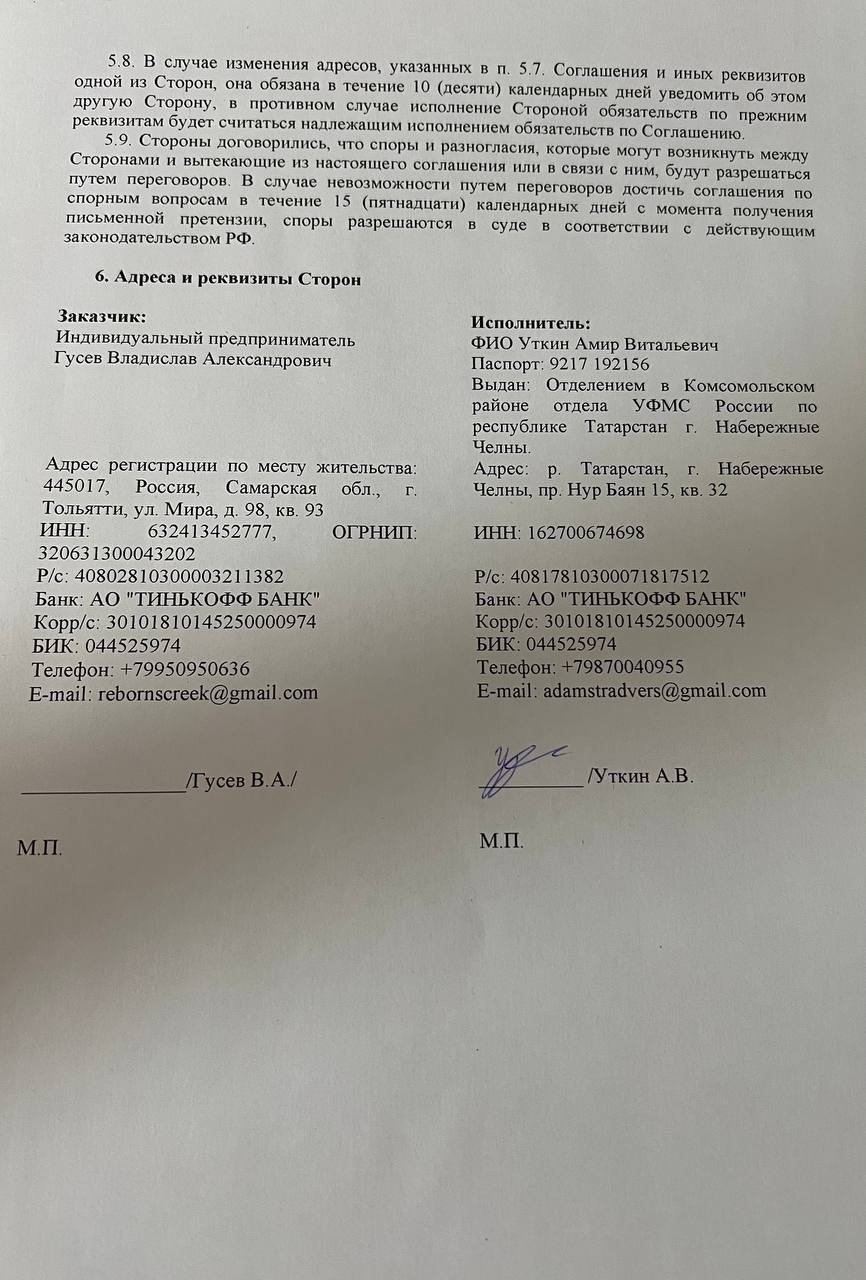 5.8. В случае изменения адресов, указанных в п. 5.7. Соглашения и иных реквизитов
одной из Сторон, она обязана в течение 10 (десяти) календарных дней уведомить об этом
другую Сторону, в противном случае исполнение Стороной обязательств по прежним
реквизитам будет считаться надлежащим исполнением обязательств по Соглашению.
5.9. Стороны договорились, что споры и разногласия, которые могут возникнуть между
Сторонами и вытекающие из настоящего соглашения или в связи с ним, будут разрешаться
путем переговоров. В случае невозможности путем переговоров достичь соглашения по
спорным вопросам в течение 15 (пятнадцати) календарных дней с момента получения
письменной претензии, споры разрешаются в суде в соответствии с действующим
законодательством РФ.
6. Адреса и реквизиты Сторон
Заказчик:
Индивидуальный предприниматель
Гусев Владислав Александрович
Адрес регистрации по месту жительства:
445017, Россия, Самарская обл., г.
Тольятти, ул. Мира, д. 98, кв. 93
ИНН: 632413452777, ОГРНИП:
320631300043202
Р/с: 40802810300003211382
Банк: АО "ТИНЬКОФФ БАНК"
Корр/с: 30101810145250000974
БИК: 044525974
Телефон: +79950950636
E-mail: rebornscreek@gmail.com
/Гусев В.А./
М.П.
Исполнитель:
ФИО Уткин Амир Витальевич
Паспорт: 9217 192156
Выдан: Отделением в Комсомольском
районе отдела УФМС России по
республике Татарстан г. Набережные
Челны.
Адрес: р. Татарстан, г. Набережные
Челны, пр. Нур Баян 15, кв. 32
ИНН: 162700674698
Р/с: 40817810300071817512
Банк: АО "ТИНЬКОФФ БАНК"
Корр/с: 30101810145250000974
БИК: 044525974
Телефон: +79870040955
E-mail: adamstradvers@gmail.com
/Уткин А.В.
М.П.